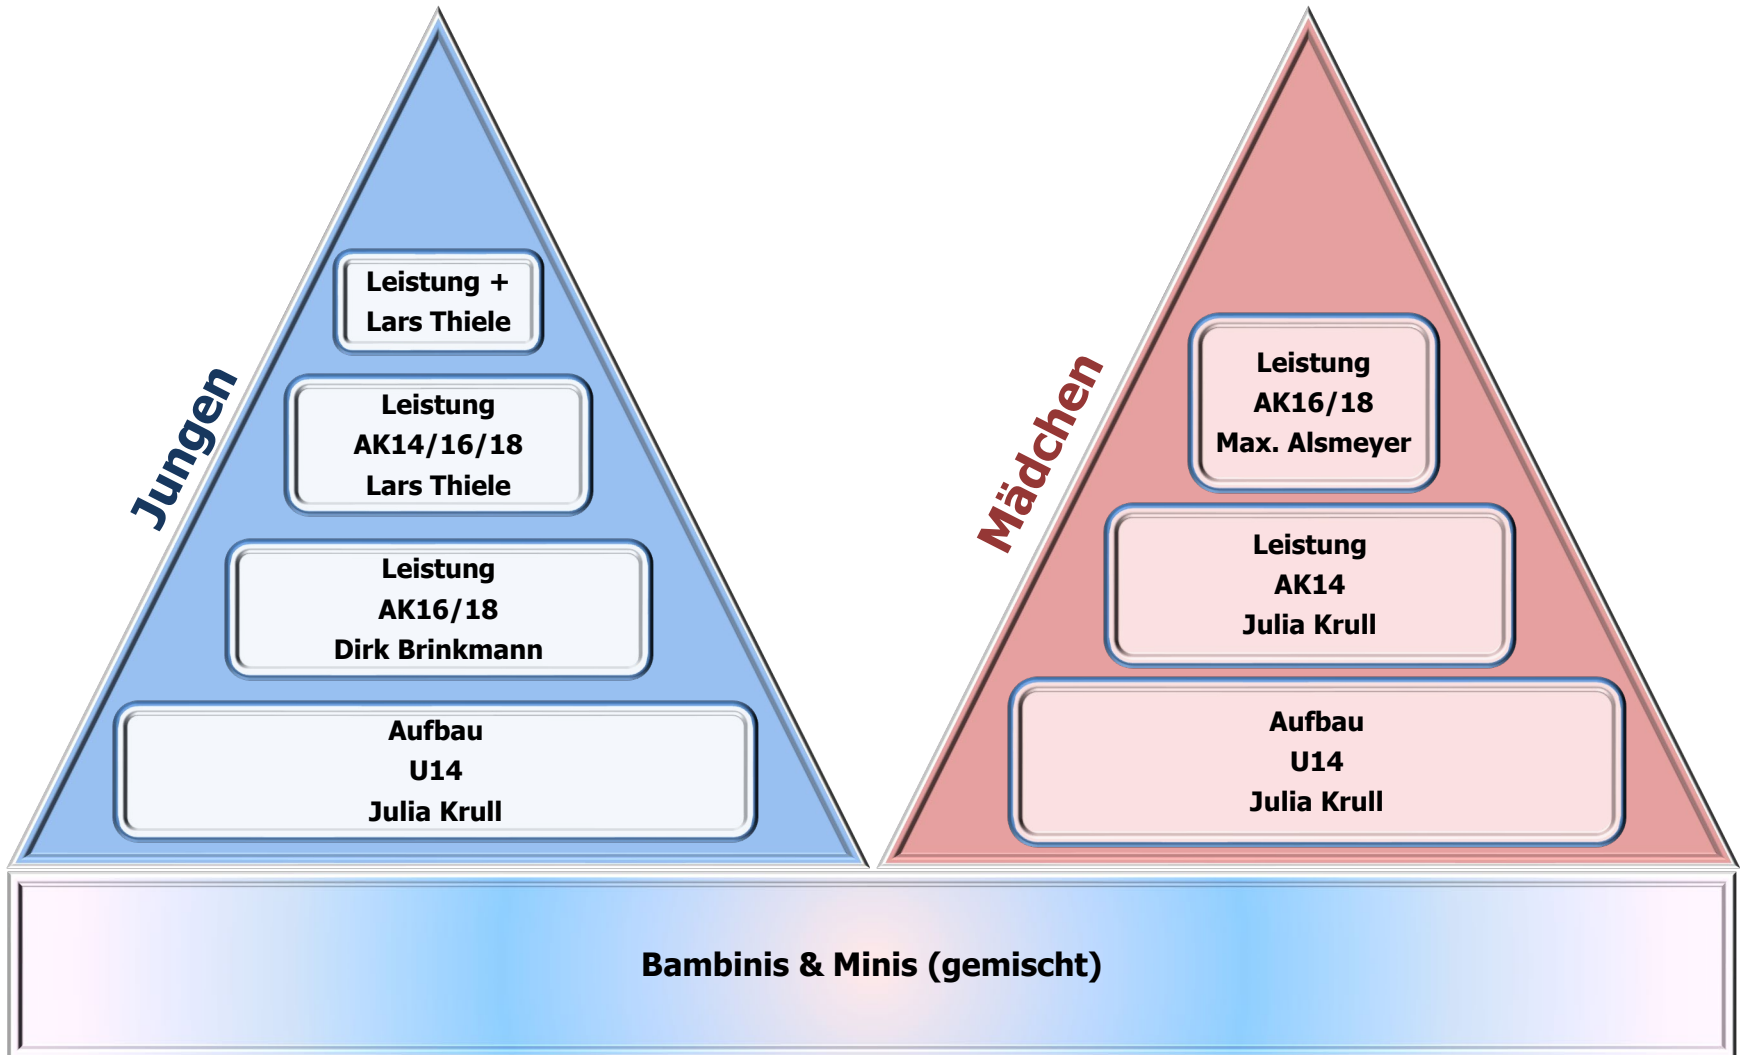 Jungen
Leistung +
Lars Thiele
Leistung
AK14/16/18
Lars Thiele
Leistung
AK16/18
Dirk Brinkmann
Aufbau
U14
Julia Krull
Mädchen
Leistung
AK16/18
Max. Alsmeyer
Leistung
AK14
Julia Krull
Aufbau
U14
Julia Krull
Bambinis & Minis (gemischt)